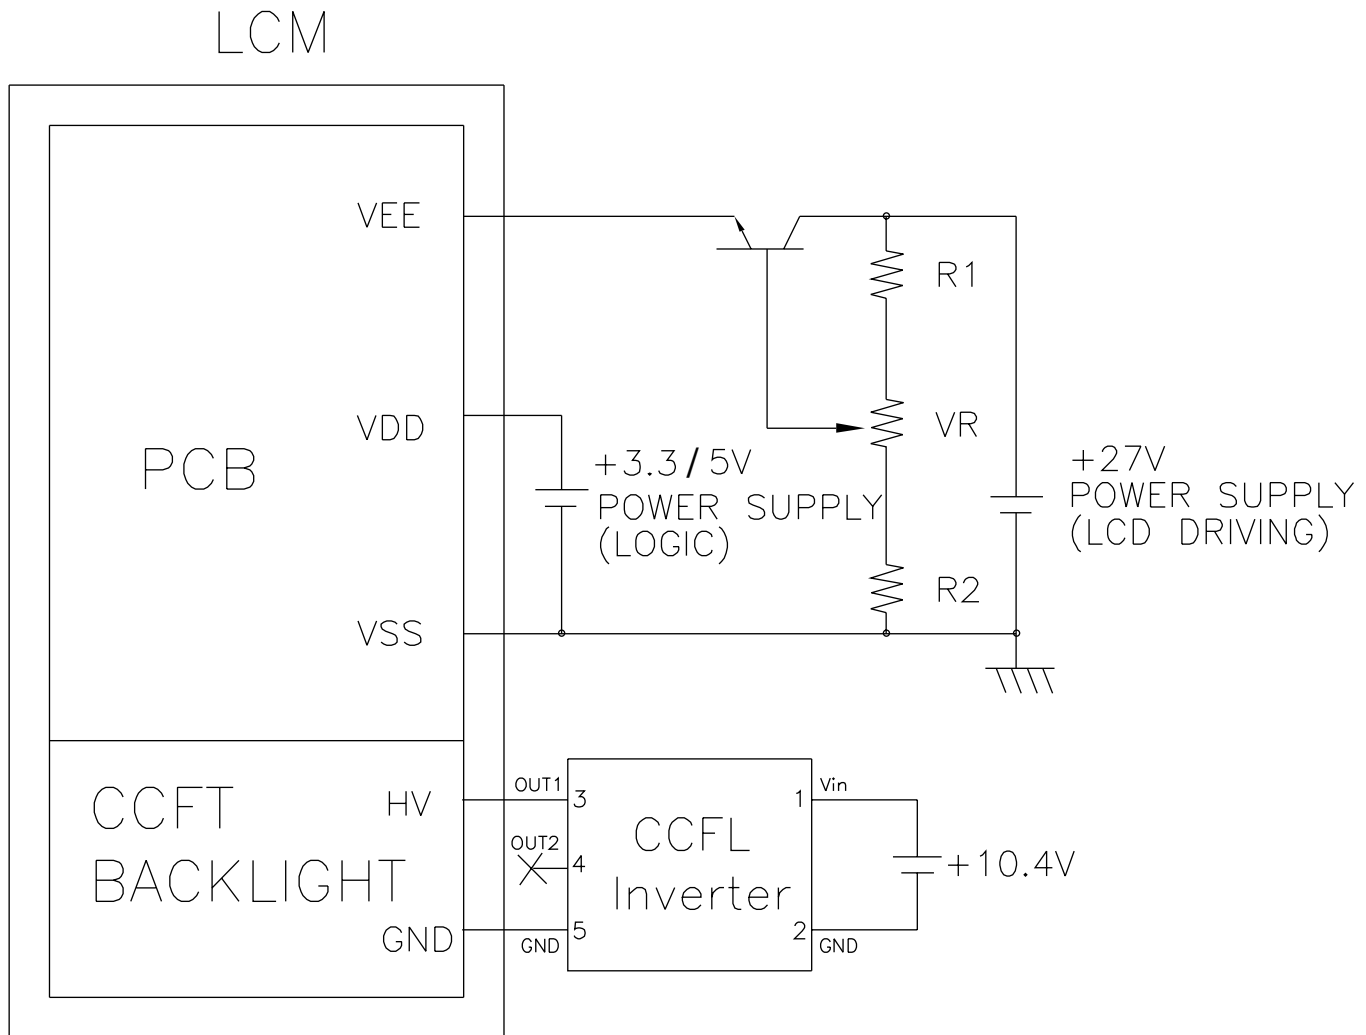 LCM
VEE
R1
VDD
VR
PCB
+3.3/5V
POWER SUPPLY
(LOGIC)
+27V
POWER SUPPLY
(LCD DRIVING)
R2
VSS
CCFT
BACKLIGHT
HV
GND
OUT1
3
OUT2
4
5
GND
CCFL
Inverter
1
Vin
2
GND
+10.4V